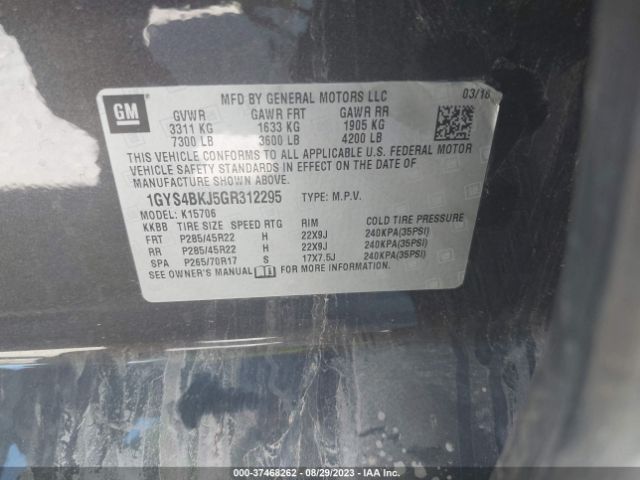 GM
MFD BY GENERAL MOTORS LLC 03/16
GVWR GAWR FRT GAWR RR
3311 KG 1633 KG 1905 KG
7300 LB 3600 LB 4200 LB
THIS VEHICLE CONFORMS TO ALL APPLICABLE U.S. FEDERAL MOTOR
VEHICLE SAFETY STANDARDS IN EFFECT ON THE DATE OF
MANUFACTURE SHOWN ABOVE.
1GYS4BKJ5GR312295 TYPE: M.P.V.
MODEL: K15706
KKBB TIRE SIZE SPEED RTG RIM COLD TIRE PRESSURE
FRT P285/45R22 H 22X9J 240KPA(35PSI)
RR P285/45R22 H 22X9J 240KPA(35PSI)
SPA P265/70R17 S 17X7.5J 240KPA(35PSI)
SEE OWNER'S MANUAL FOR MORE INFORMATION.
000-37468262 - 08/29/2023 - IAA Inc.